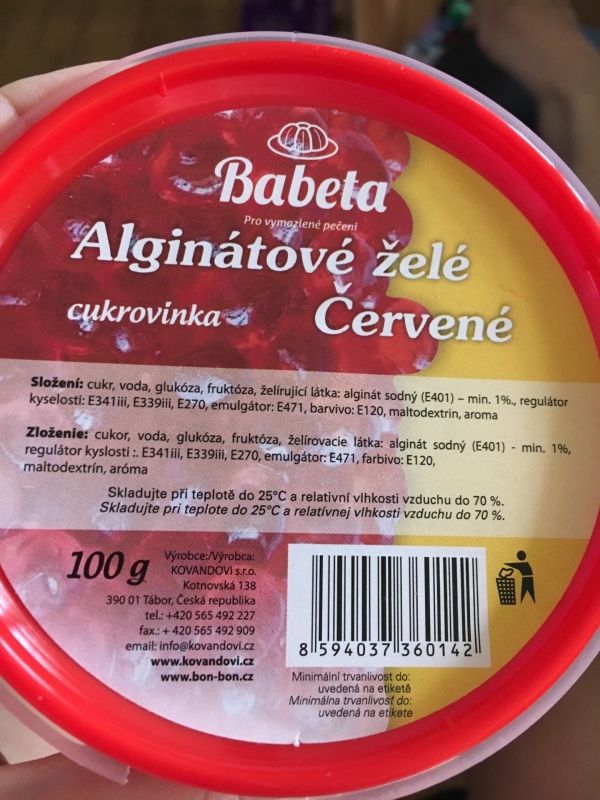 Babeta
Pro vymazlené pečení
Alginátové želé
cukrovinka
Červené
Složení: cukr, voda, glukóza, fruktóza, želírující látka: alginát sodný (E401) – min. 1%., regulátor
kyselosti: E341iii, E339iii, E270, emulgátor: E471, barvivo: E120, maltodextrin, aroma
Zloženie: cukor, voda, glukóza, fruktóza, želírovacie látka: alginát sodný (E401) - min. 1%,
regulátor kyslosti :. E341iii, E339iii, E270, emulgátor: E471, farbivo: E120,
maltodextrín, aróma
Skladujte při teplotě do 25°C a relativní vlhkosti vzduchu do 70 %.
Skladujte pri teplote do 25°C a relatívnej vlhkosti vzduchu do 70 %.
100 g
Výrobce:/Výrobca:
KOVANDOVI s.r.o.
Kotnovská 138
390 01 Tábor, Česká republika
tel.: +420 565 492 227
fax.: + 420 565 492 909
email: info@kovandovi.cz
www.kovandovi.cz
www.bon-bon.cz
8 594037 360142
Minimální trvanlivost do:
uvedená na etiketě
Minimálna trvanlivosť do:
uvedená na etikete